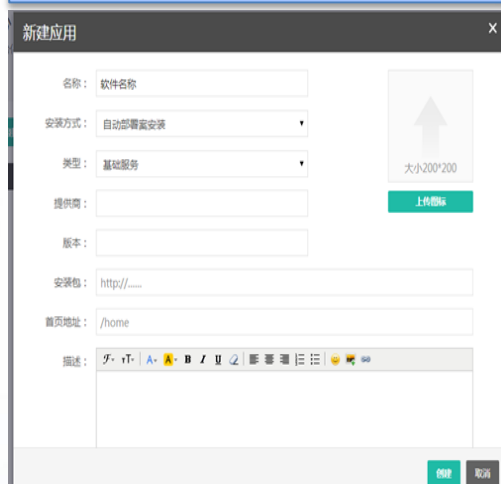 新建应用
X
名称： 软件名称
安装方式： 自动部署案安装
类型： 基础服务
大小200*200
提供商：
上传图标
版本：
安装包： http://......
首页地址： /home
描述：
创建 取消